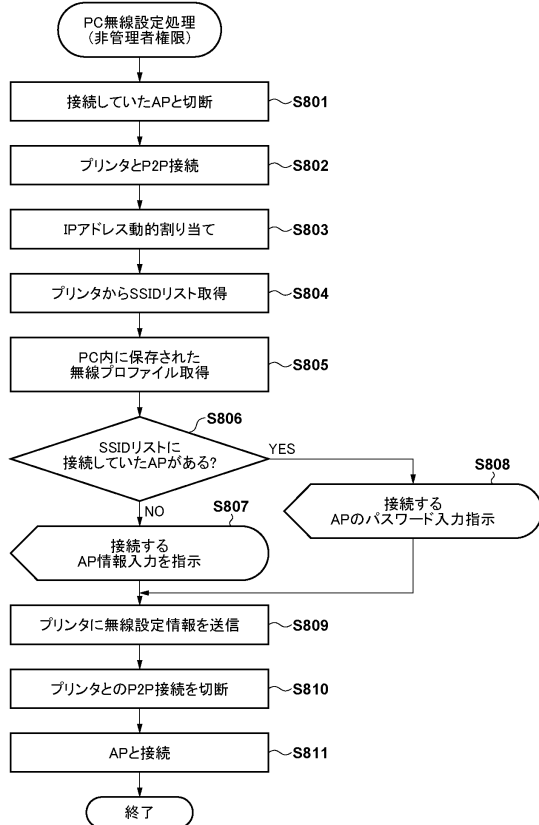 PC無線設定処理
(非管理者権限)
接続していたAPと切断
S801
プリンタとP2P接続
S802
IPアドレス動的割り当て
S803
プリンタからSSIDリスト取得
S804
PC内に保存された
無線プロファイル取得
S805
S806
SSIDリストに
接続していたAPがある?
YES
NO
S808
接続する
APのパスワード入力指示
S807
接続する
AP情報入力を指示
プリンタに無線設定情報を送信
S809
プリンタとのP2P接続を切断
S810
APと接続
S811
終了